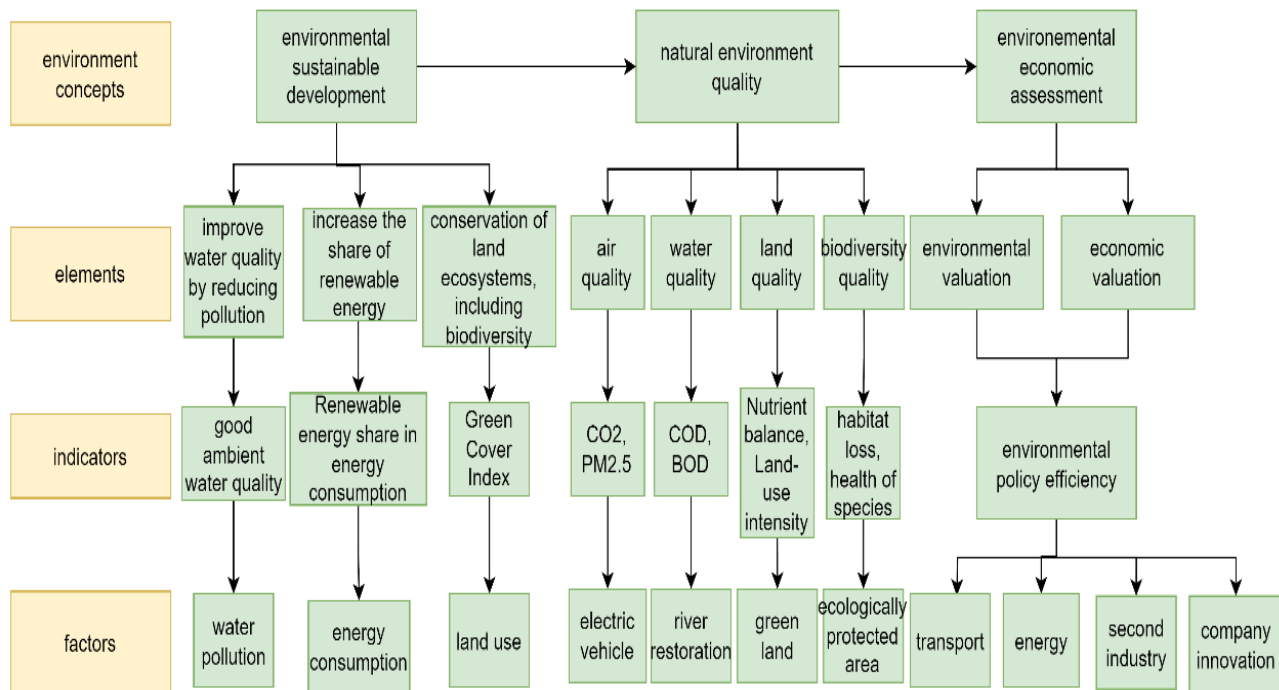 environment
concepts
environmental
sustainable
development
natural environment
quality
environemental
economic
assessment
elements
improve
water quality
by reducing
pollution
increase the
share of
renewable
energy
conservation of
land
ecosystems,
including
biodiversity
air
quality
water
quality
land
quality
biodiversity
quality
environmental
valuation
economic
valuation
indicators
good
ambient
water quality
Renewable
energy share in
energy
consumption
Green
Cover
Index
CO2,
PM2.5
COD,
BOD
Nutrient
balance,
Land-
use
intensity
habitat
loss,
health of
species
environmental
policy efficiency
factors
water
pollution
energy
consumption
land use
electric
vehicle
river
restoration
green
land
ecologically
protected
area
transport
energy
second
industry
company
innovation